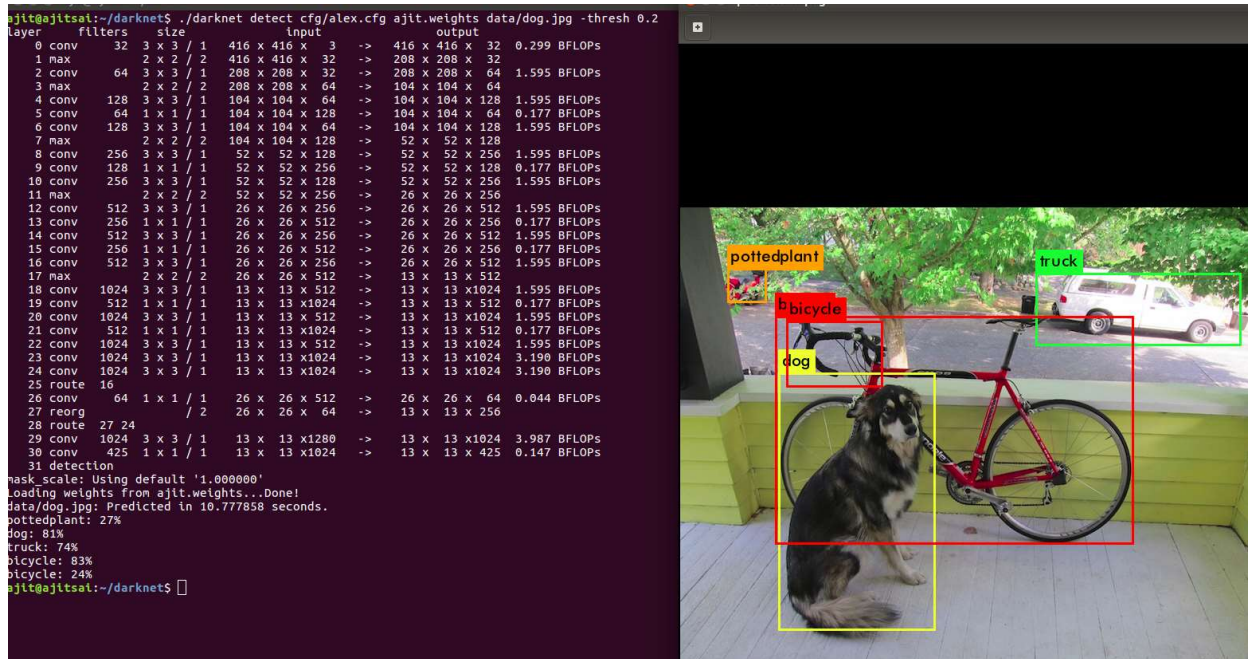 ajit@ajitsai:~/darknet$ ./darknet detect cfg/alex.cfg ajit.weights data/dog.jpg -thresh 0.2
layer     filters    size              input                output
0 conv     32  3 x 3 / 1   416 x 416 x   3   ->   416 x 416 x  32  0.299 BFLOPs
1 max          2 x 2 / 2   416 x 416 x  32   ->   208 x 208 x  32
2 conv     64  3 x 3 / 1   208 x 208 x  32   ->   208 x 208 x  64  1.595 BFLOPs
3 max          2 x 2 / 2   208 x 208 x  64   ->   104 x 104 x  64
4 conv    128  3 x 3 / 1   104 x 104 x  64   ->   104 x 104 x 128  1.595 BFLOPs
5 conv     64  1 x 1 / 1   104 x 104 x 128   ->   104 x 104 x  64  0.177 BFLOPs
6 conv    128  3 x 3 / 1   104 x 104 x  64   ->   104 x 104 x 128  1.595 BFLOPs
7 max          2 x 2 / 2   104 x 104 x 128   ->    52 x  52 x 128
8 conv    256  3 x 3 / 1    52 x  52 x 128   ->    52 x  52 x 256  1.595 BFLOPs
9 conv    128  1 x 1 / 1    52 x  52 x 256   ->    52 x  52 x 128  0.177 BFLOPs
10 conv    256  3 x 3 / 1    52 x  52 x 128   ->    52 x  52 x 256  1.595 BFLOPs
11 max          2 x 2 / 2    52 x  52 x 256   ->    26 x  26 x 256
12 conv    512  3 x 3 / 1    26 x  26 x 256   ->    26 x  26 x 512  1.595 BFLOPs
13 conv    256  1 x 1 / 1    26 x  26 x 512   ->    26 x  26 x 256  0.177 BFLOPs
14 conv    512  3 x 3 / 1    26 x  26 x 256   ->    26 x  26 x 512  1.595 BFLOPs
15 conv    256  1 x 1 / 1    26 x  26 x 512   ->    26 x  26 x 256  0.177 BFLOPs
16 conv    512  3 x 3 / 1    26 x  26 x 256   ->    26 x  26 x 512  1.595 BFLOPs
17 max          2 x 2 / 2    26 x  26 x 512   ->    13 x  13 x 512
18 conv   1024  3 x 3 / 1    13 x  13 x 512   ->    13 x  13 x1024  1.595 BFLOPs
19 conv    512  1 x 1 / 1    13 x  13 x1024   ->    13 x  13 x 512  0.177 BFLOPs
20 conv   1024  3 x 3 / 1    13 x  13 x 512   ->    13 x  13 x1024  1.595 BFLOPs
21 conv    512  1 x 1 / 1    13 x  13 x1024   ->    13 x  13 x 512  0.177 BFLOPs
22 conv   1024  3 x 3 / 1    13 x  13 x 512   ->    13 x  13 x1024  1.595 BFLOPs
23 conv   1024  3 x 3 / 1    13 x  13 x1024   ->    13 x  13 x1024  3.190 BFLOPs
24 conv   1024  3 x 3 / 1    13 x  13 x1024   ->    13 x  13 x1024  3.190 BFLOPs
25 route  16
26 conv     64  1 x 1 / 1    26 x  26 x 512   ->    26 x  26 x  64  0.044 BFLOPs
27 reorg              / 2    26 x  26 x  64   ->    13 x  13 x 256
28 route  27 24
29 conv   1024  3 x 3 / 1    13 x  13 x1280   ->    13 x  13 x1024  3.987 BFLOPs
30 conv    425  1 x 1 / 1    13 x  13 x1024   ->    13 x  13 x 425  0.147 BFLOPs
31 detection
mask_scale: Using default '1.000000'
Loading weights from ajit.weights...Done!
data/dog.jpg: Predicted in 10.777858 seconds.
pottedplant: 27%
dog: 81%
truck: 74%
bicycle: 83%
bicycle: 24%
ajit@ajitsai:~/darknet$
pottedplant
truck
bicycle
dog